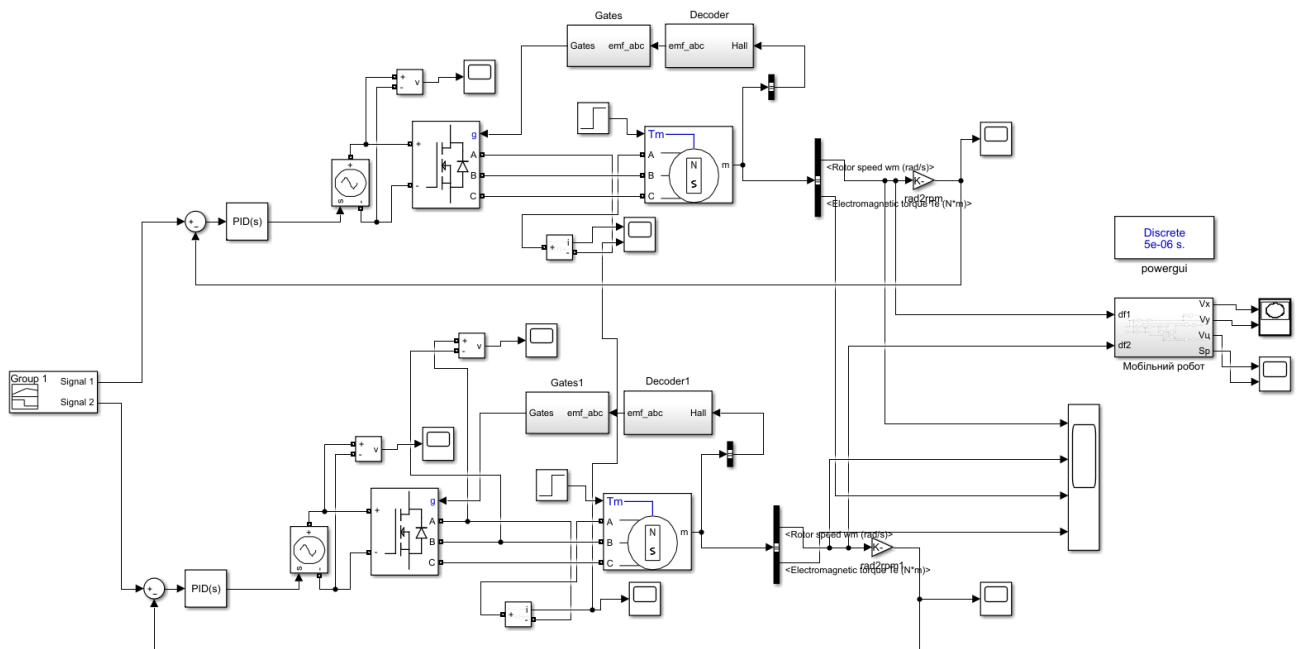 Gates
Decoder
Gates
emf_abc
emf_abc
Hall
+
-
v
g
+
-
A
B
C
Tm
A
B
C
N
S
m
<Rotor speed wm (rad/s)>
K-
rad2rpm
<Electromagnetic torque Te (N*m)>
+
s
-
+
-
PID(s)
+
i
-
Discrete
5e-06 s.
powergui
df1
df2
Vx
Vy
Vц
Sp
Мобільний робот
Group 1
Signal 1
Signal 2
+
-
v
Gates1
Decoder1
Gates
emf_abc
emf_abc
Hall
+
-
v
g
+
-
A
B
C
Tm
A
B
C
N
S
m
<Rotor speed wm (rad/s)>
K-
rad2rpm1
<Electromagnetic torque Te (N*m)>
+
s
-
+
-
PID(s)
+
i
-